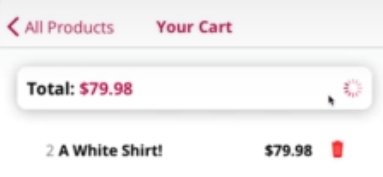 All Products Your Cart
Total: $79.98
2 A White Shirt! $79.98